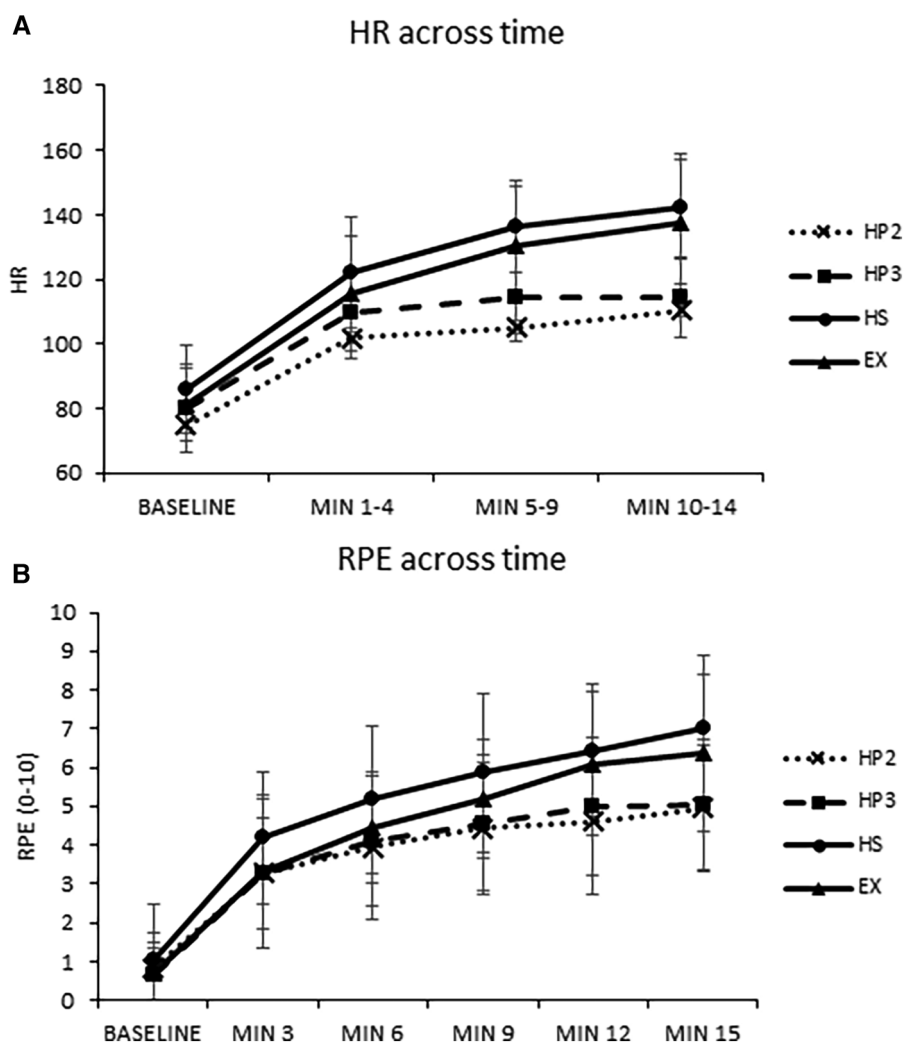 A
HR across time
180
160
140
120
100
80
60
HR
BASELINE MIN 1-4 MIN 5-9 MIN 10-14
HP2
HP3
HS
EX
B
RPE across time
10
9
8
7
6
5
4
3
2
1
0
RPE (0-10)
BASELINE MIN 3 MIN 6 MIN 9 MIN 12 MIN 15
HP2
HP3
HS
EX